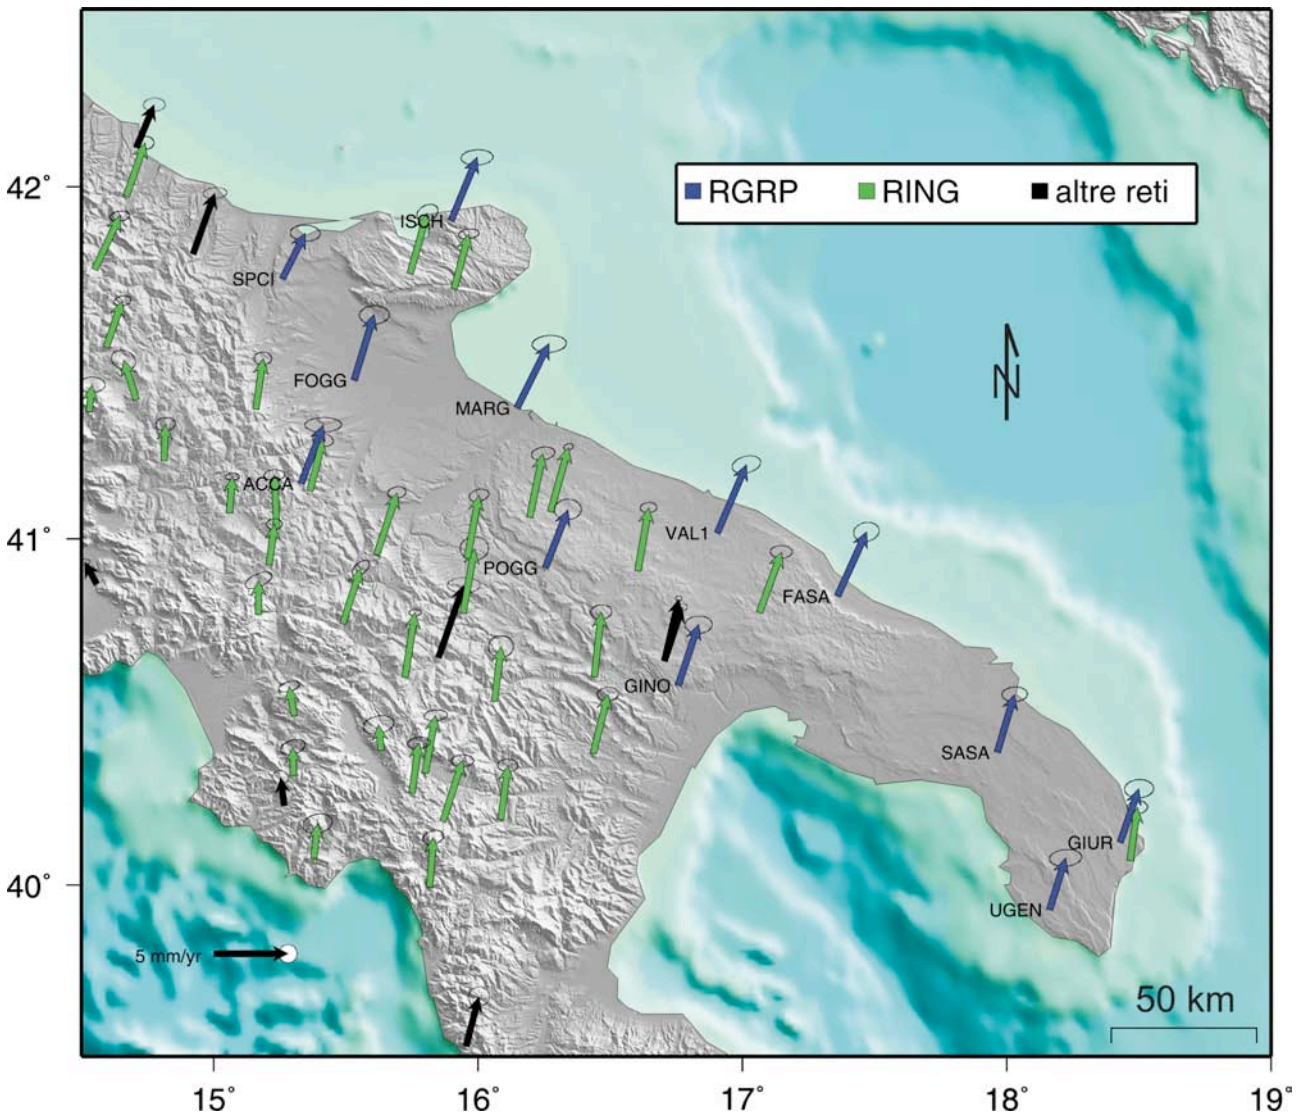 42°
41°
40°
RGRP RING altre reti
ISCH
SPCI
FOGG
MARG
ACCA
VAL1
POGG
FASA
GINO
SASA
GIUR
UGEN
N
5 mm/yr
50 km
15° 16° 17° 18° 19°